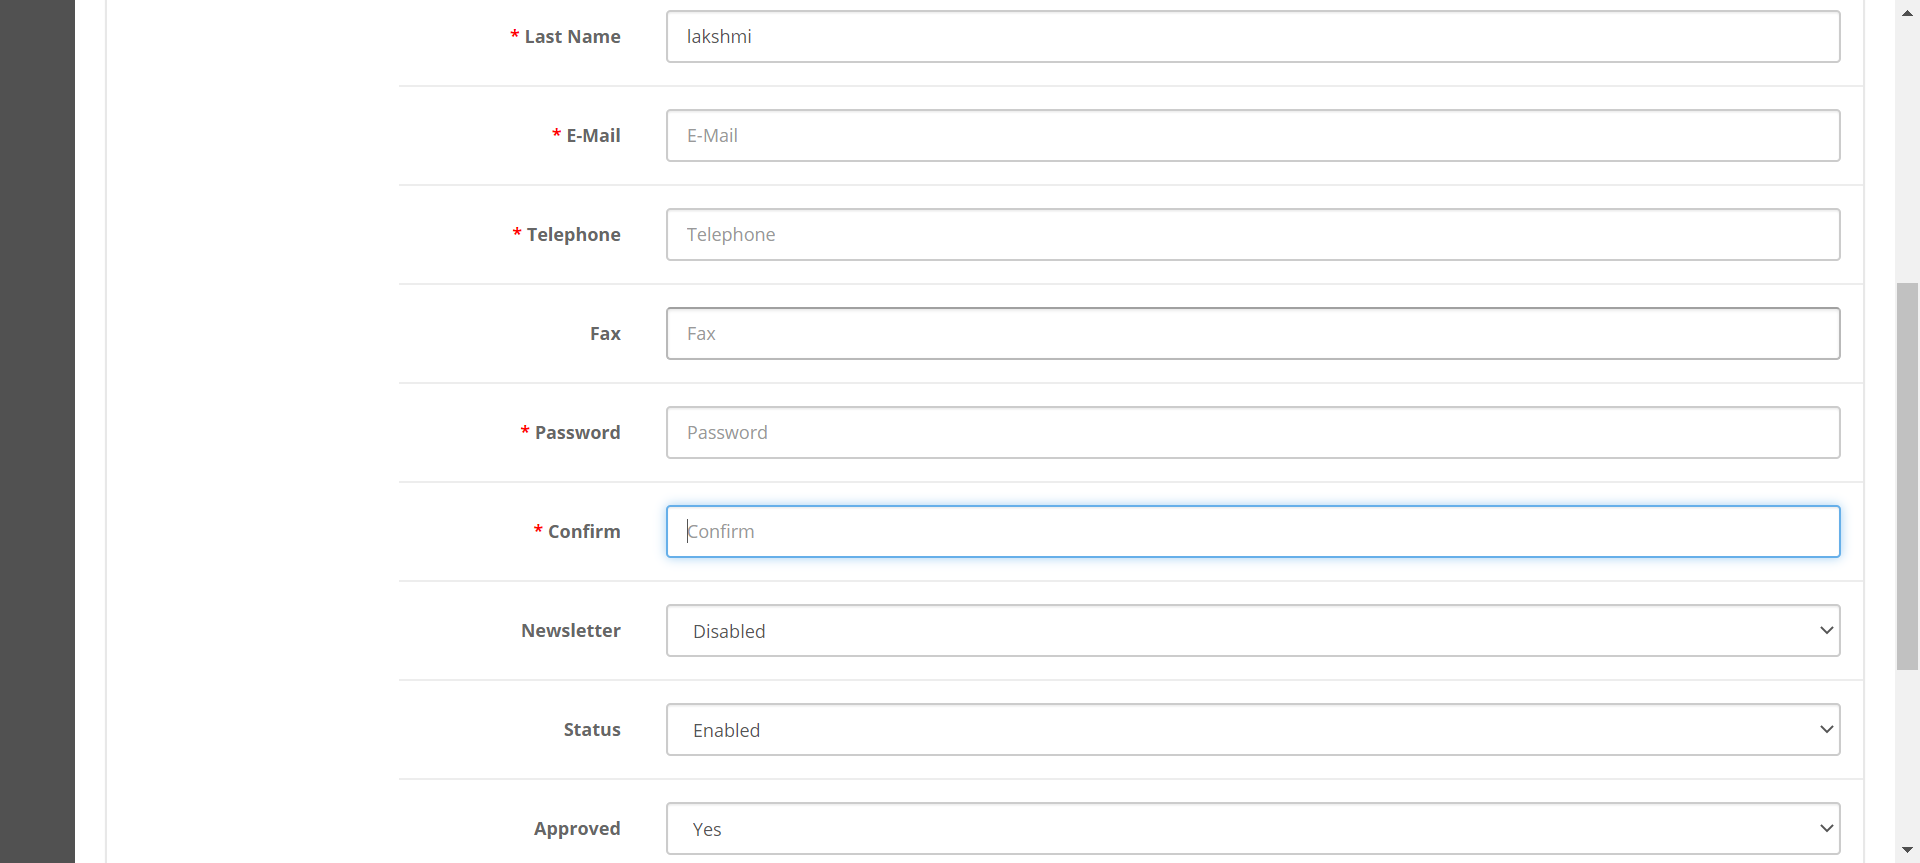 * Last Name lakshmi
* E-Mail E-Mail
* Telephone Telephone
Fax Fax
* Password Password
* Confirm Confirm
Newsletter Disabled
Status Enabled
Approved Yes